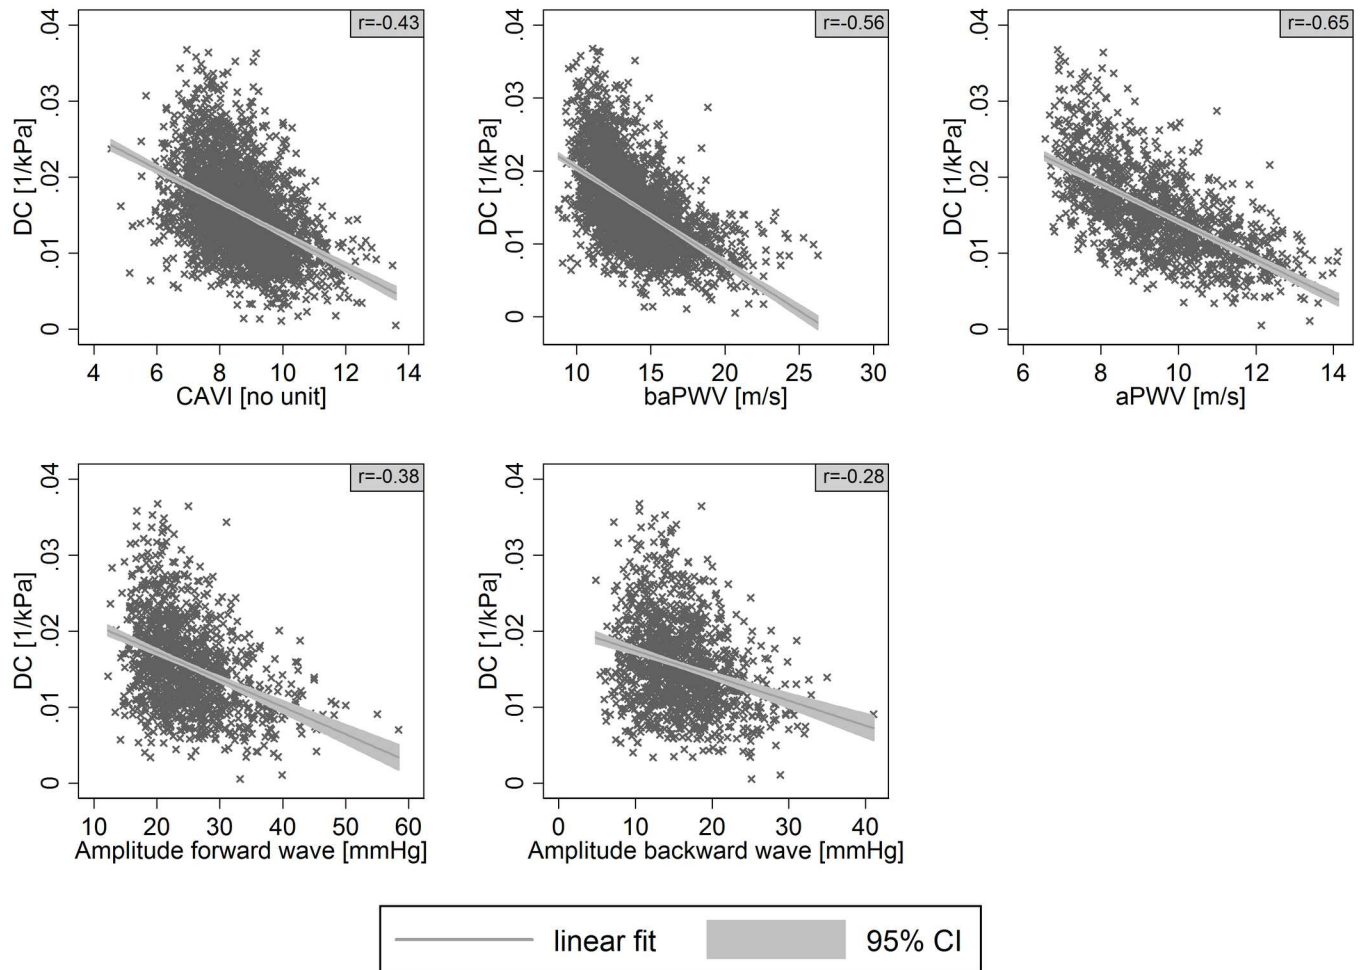 r=-0.43
DC [1/kPa]
0 .01 .02 .03 .04
4 6 8 10 12 14
CAVI [no unit]
r=-0.56
DC [1/kPa]
0 .01 .02 .03 .04
10 15 20 25 30
baPWV [m/s]
r=-0.65
DC [1/kPa]
0 .01 .02 .03 .04
6 8 10 12 14
aPWV [m/s]
r=-0.38
DC [1/kPa]
0 .01 .02 .03 .04
10 20 30 40 50 60
Amplitude forward wave [mmHg]
r=-0.28
DC [1/kPa]
0 .01 .02 .03 .04
0 10 20 30 40
Amplitude backward wave [mmHg]
linear fit 95% CI